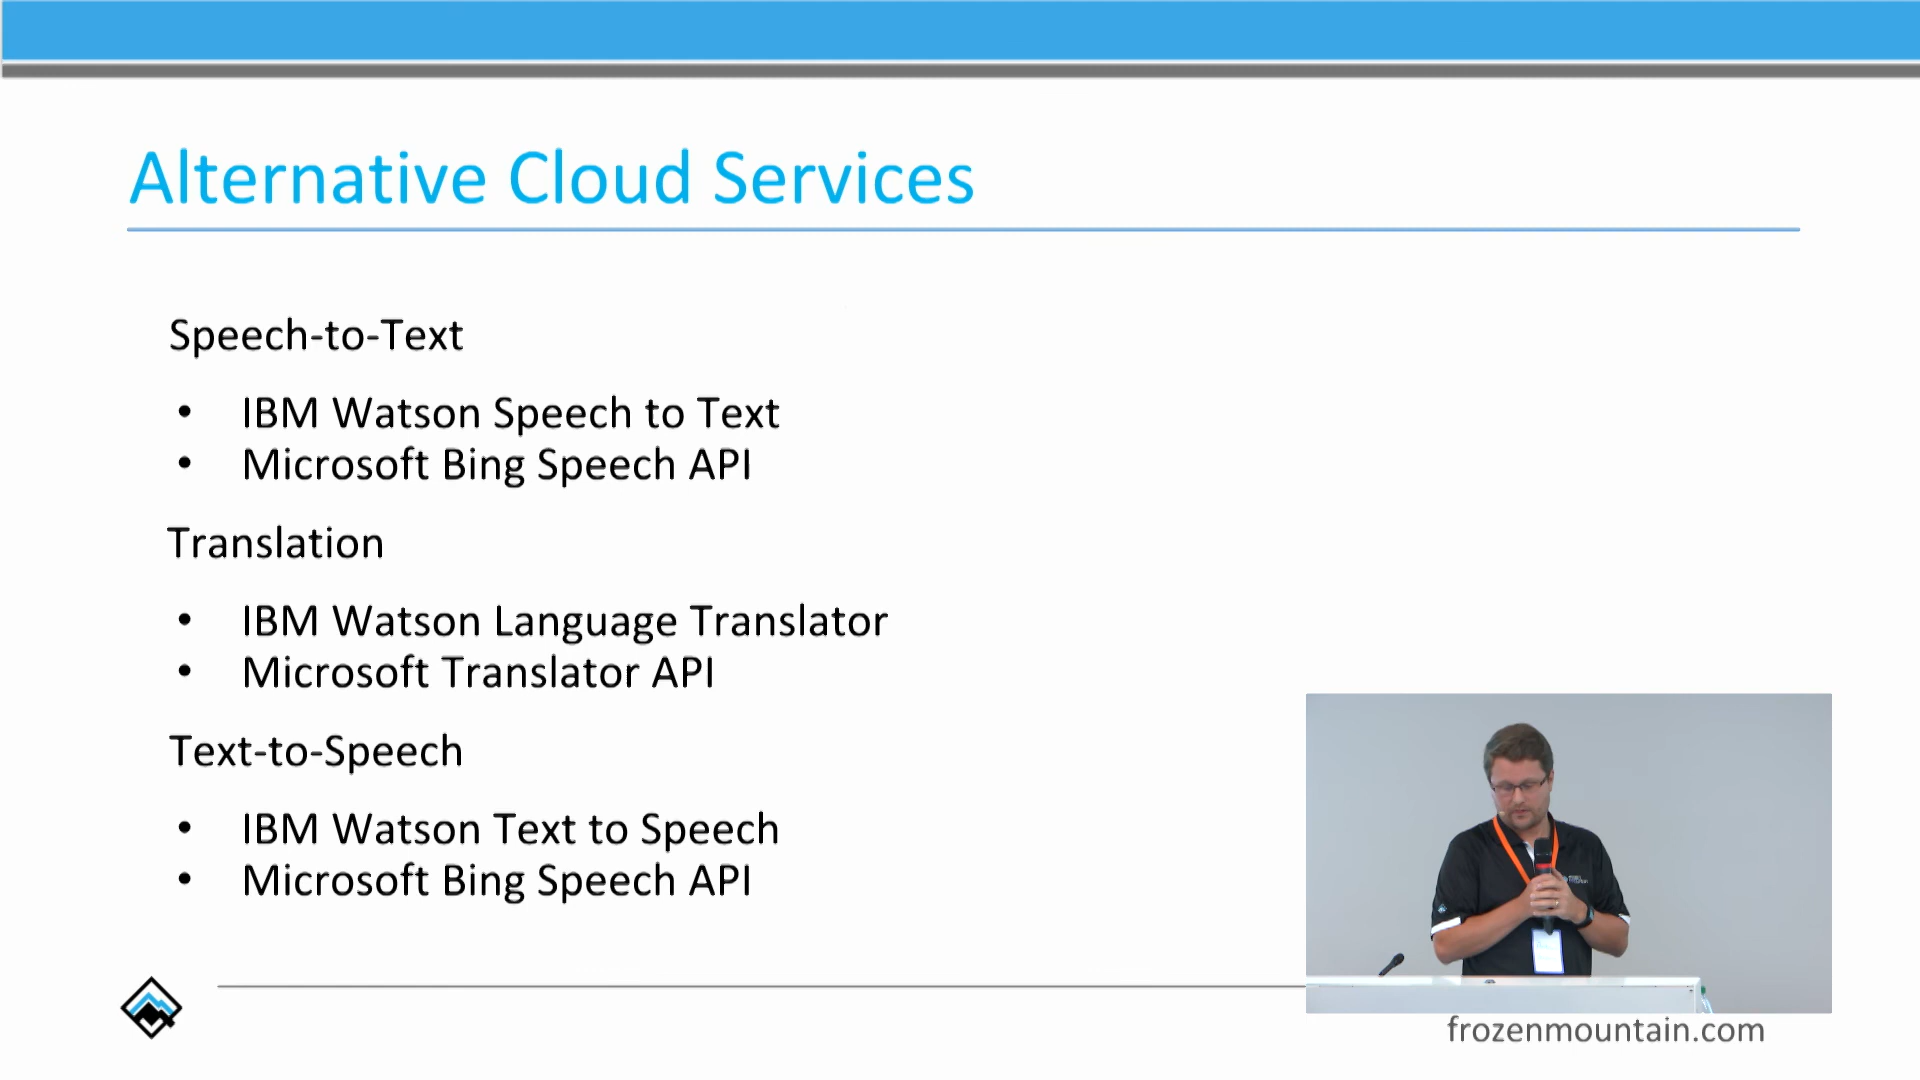 Alternative Cloud Services
Speech-to-Text
• IBM Watson Speech to Text
• Microsoft Bing Speech API
Translation
• IBM Watson Language Translator
• Microsoft Translator API
Text-to-Speech
• IBM Watson Text to Speech
• Microsoft Bing Speech API
frozenmountain.com